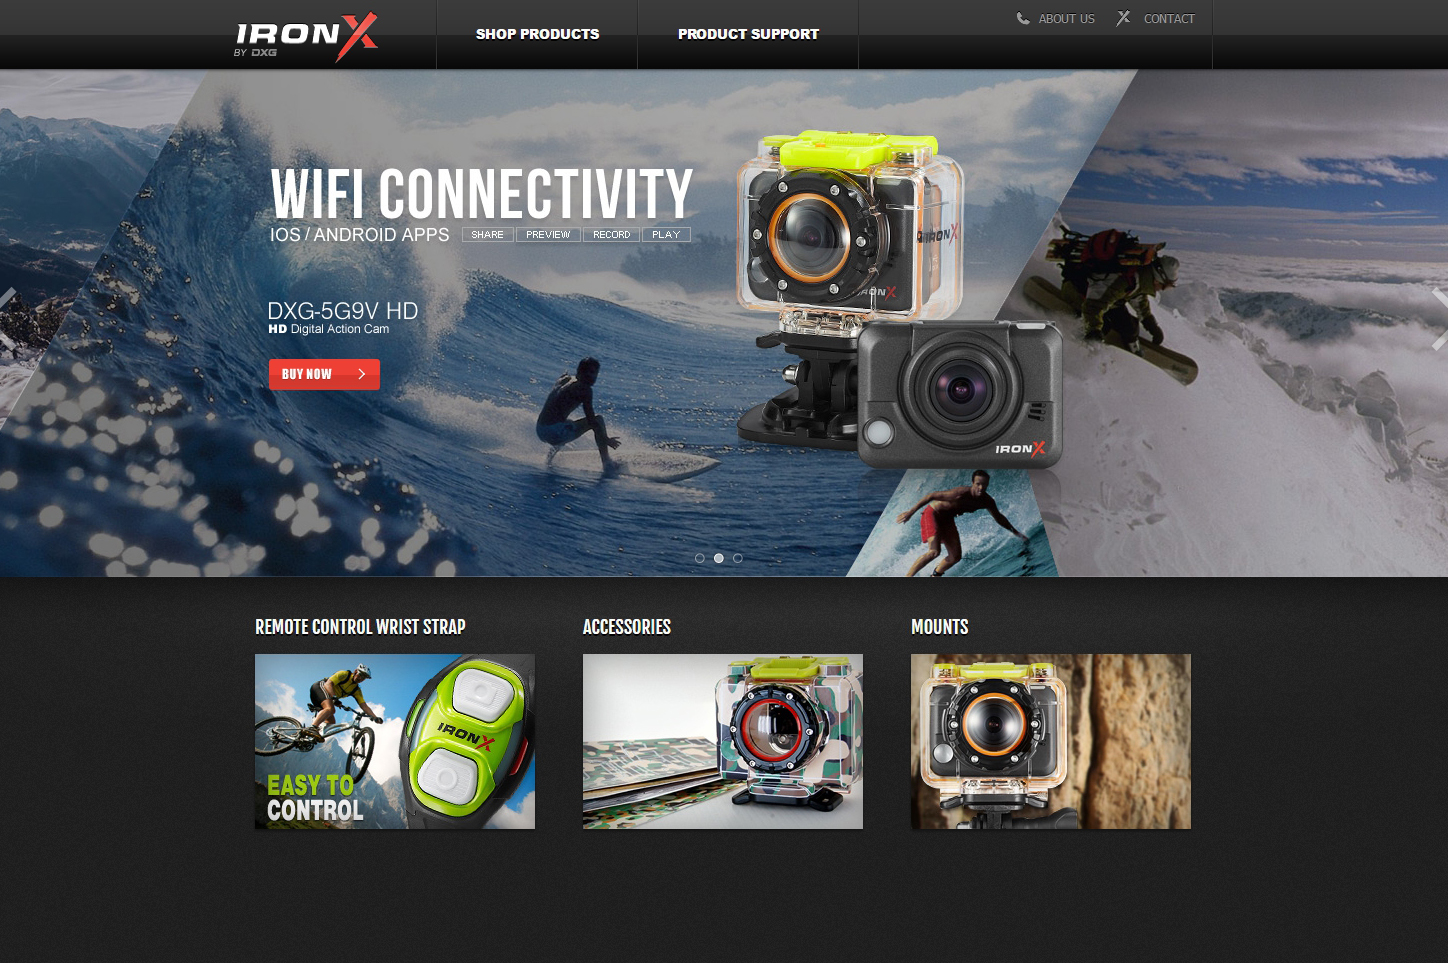 IRONX
BY DXG
SHOP PRODUCTS
PRODUCT SUPPORT
ABOUT US
CONTACT
WIFI CONNECTIVITY
IOS / ANDROID APPS
SHARE
PREVIEW
RECORD
PLAY
DXG-5G9V HD
HD Digital Action Cam
BUY NOW
IRONX
IRONX
IRONX
REMOTE CONTROL WRIST STRAP
ACCESSORIES
MOUNTS
IRONX
EASY TO
CONTROL